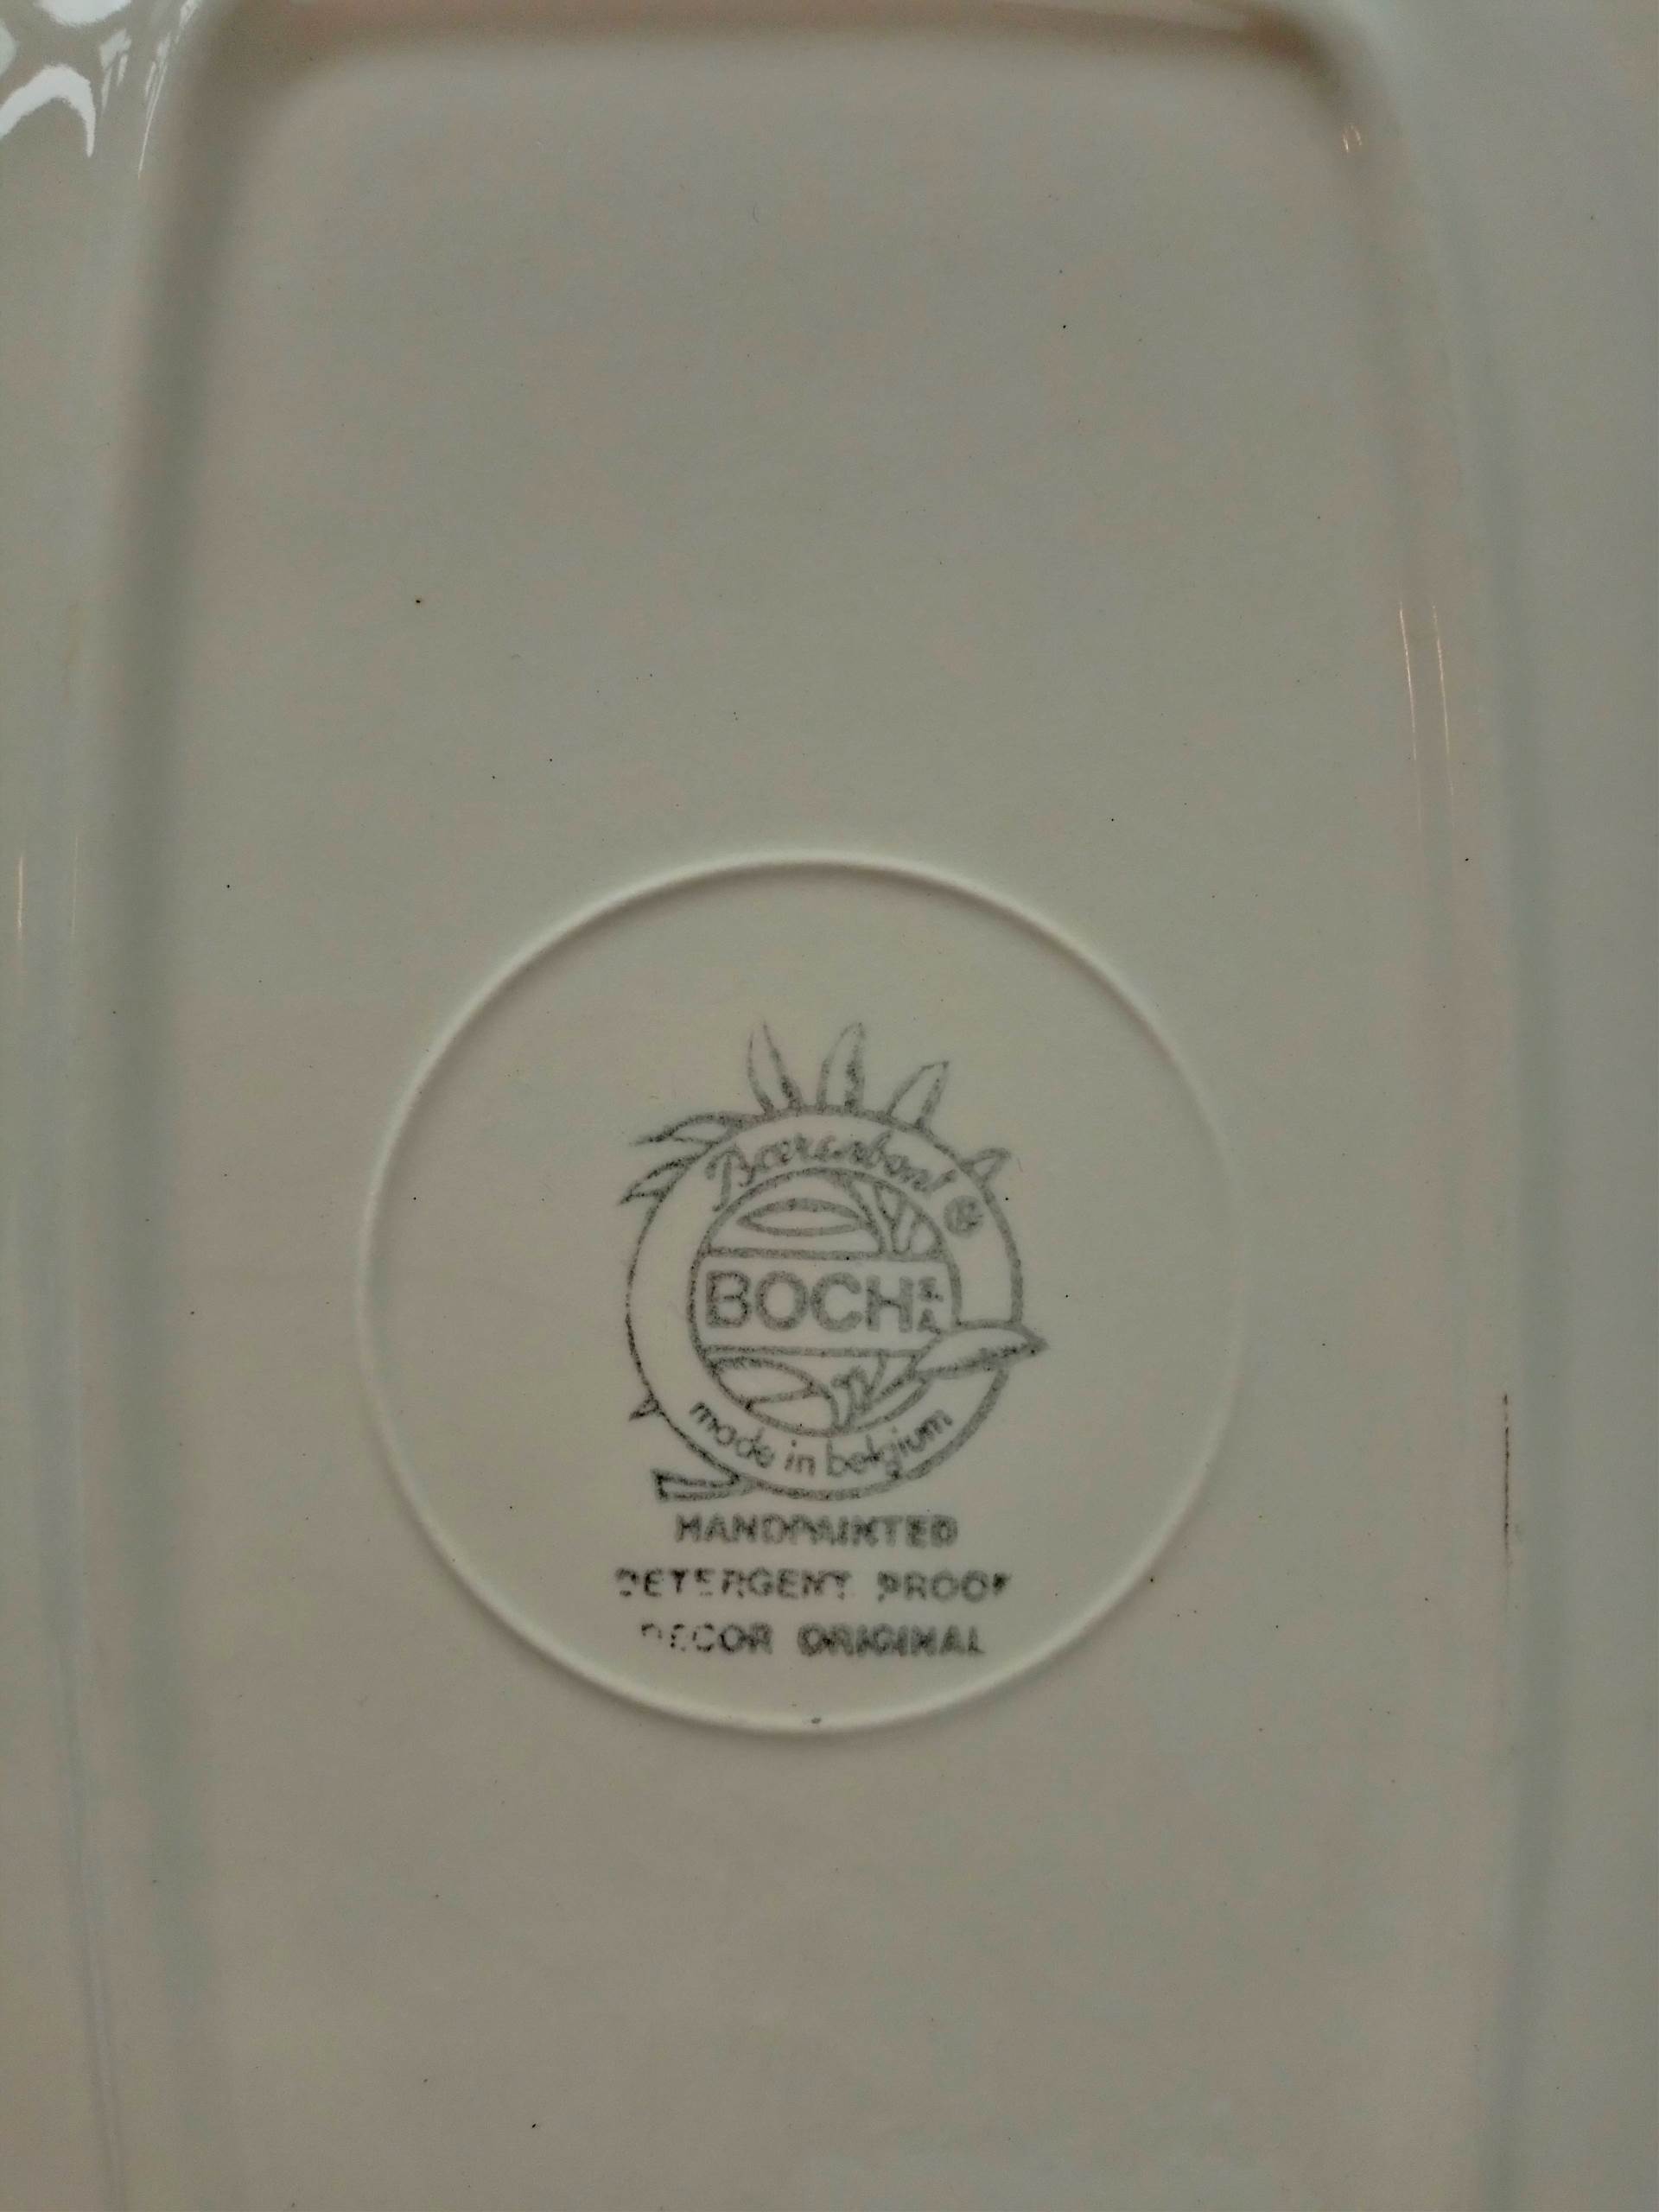 Boerenbont ®
BOCH S.A.
made in belgium
HANDPAINTED
DETERGENT PROOF
DECOR ORIGINAL